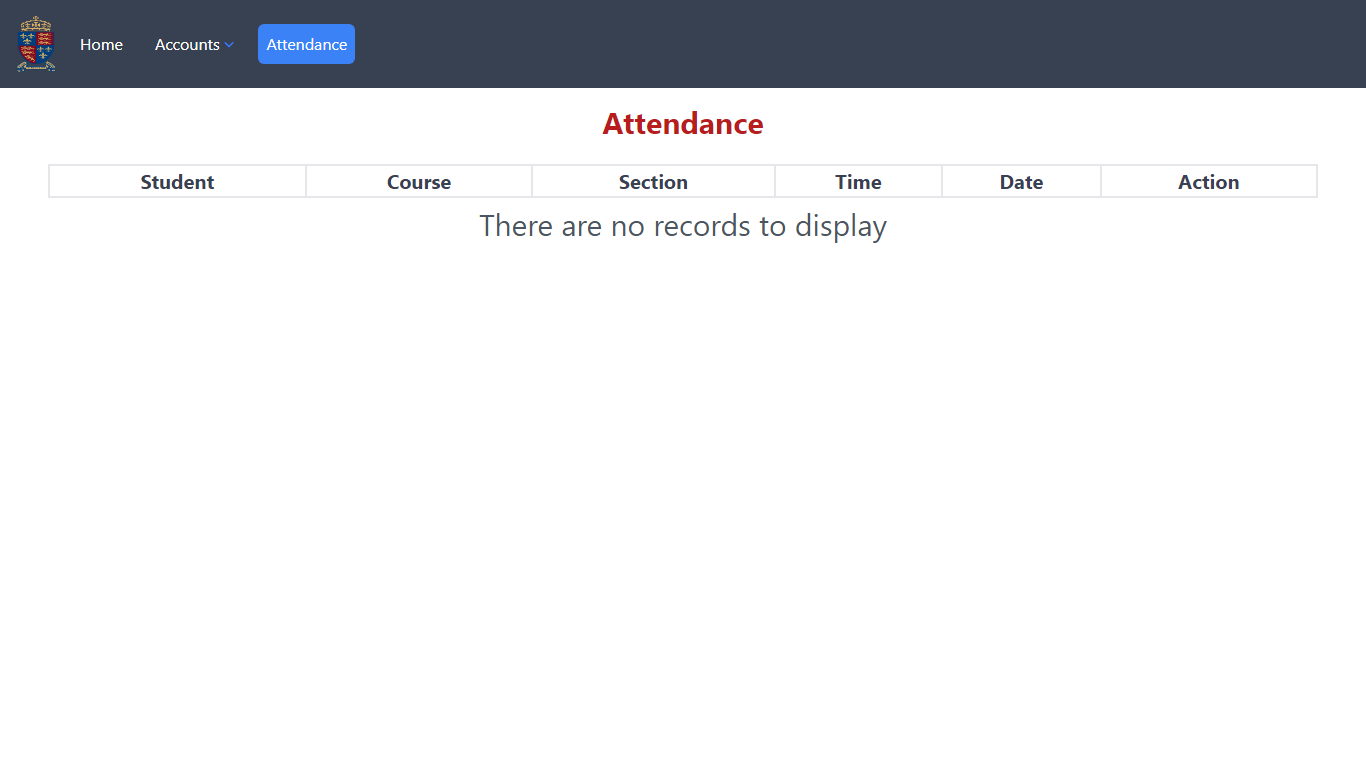 Home Accounts Attendance
Attendance
Student Course Section Time Date Action
There are no records to display